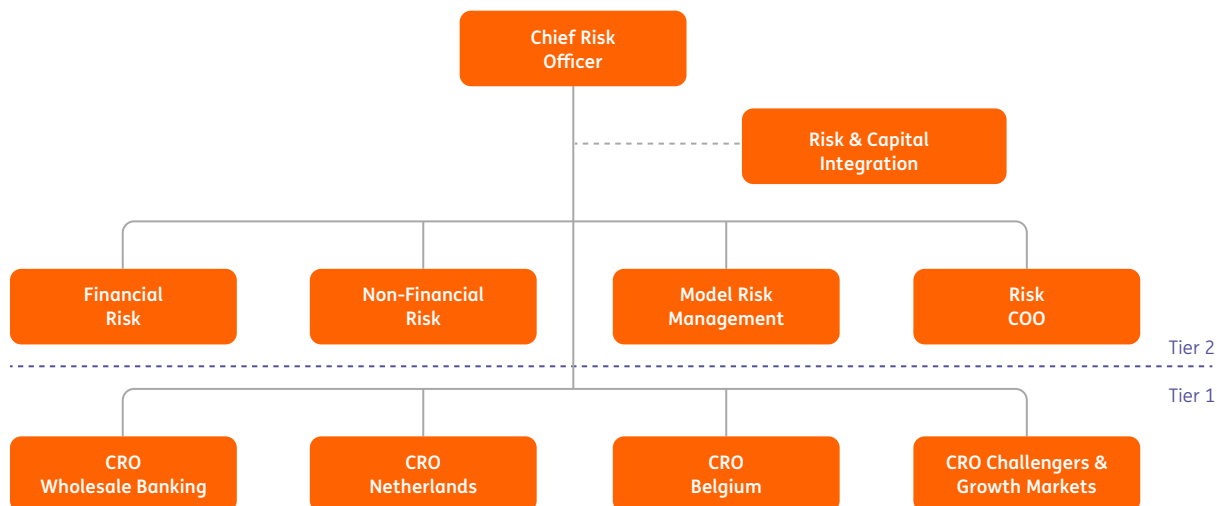 Chief Risk
Officer
Risk & Capital
Integration
Financial
Risk
Non-Financial
Risk
Model Risk
Management
Risk
COO
Tier 2
Tier 1
CRO
Wholesale Banking
CRO
Netherlands
CRO
Belgium
CRO Challengers &
Growth Markets